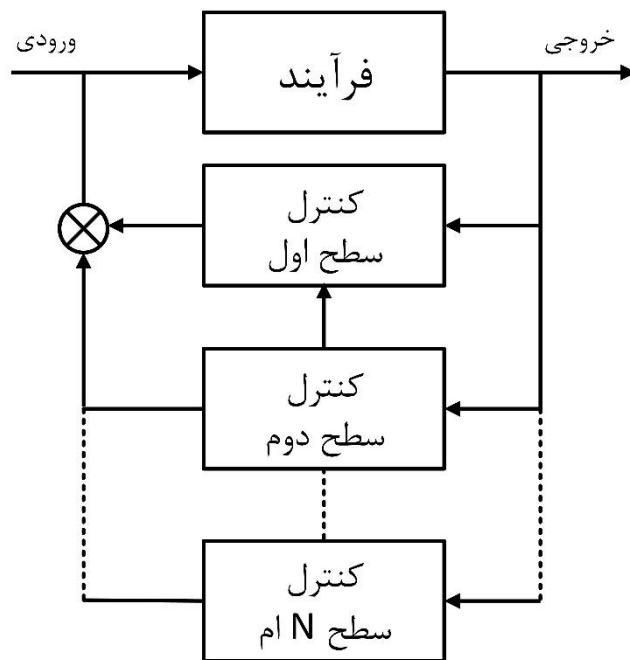 ورودی
خروجی
فرآیند
کنترل
سطح اول
کنترل
سطح دوم
کنترل
سطح N ام